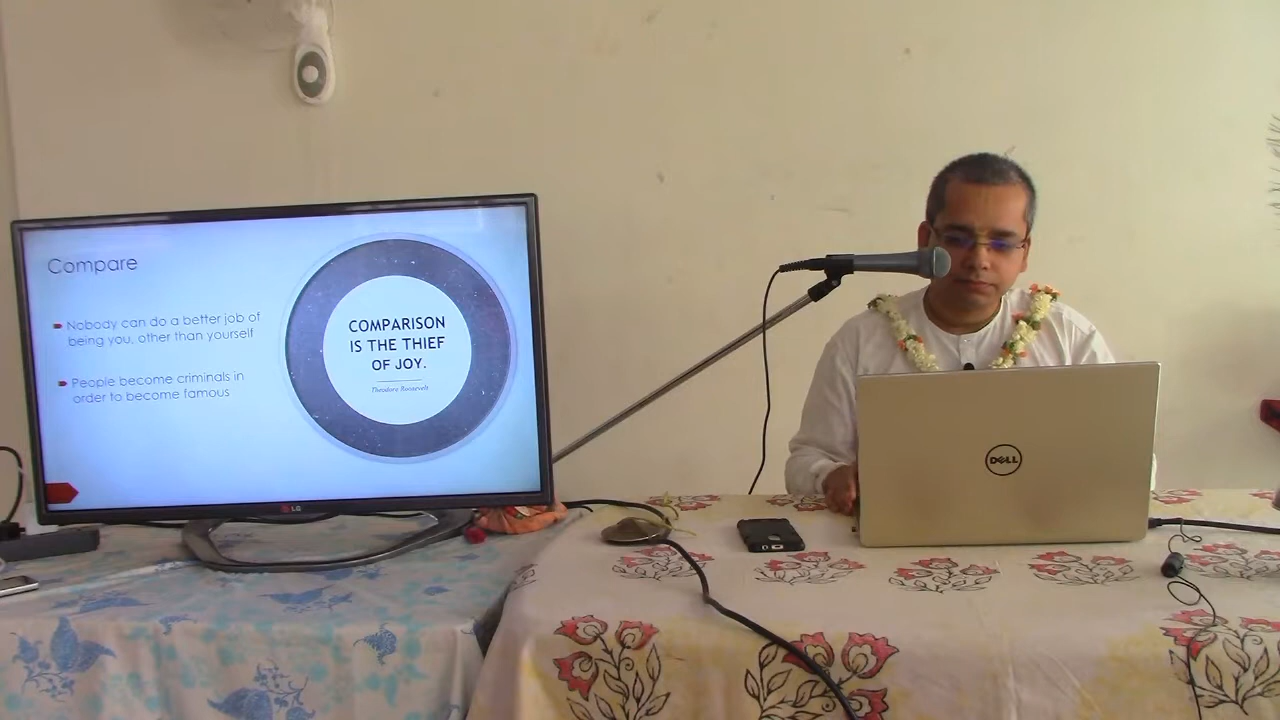 Compare
Nobody can do a better job of
being you, other than yourself
People become criminals in
order to become famous
COMPARISON
IS THE THIEF
OF JOY.
Theodore Roosevelt
LG
DELL